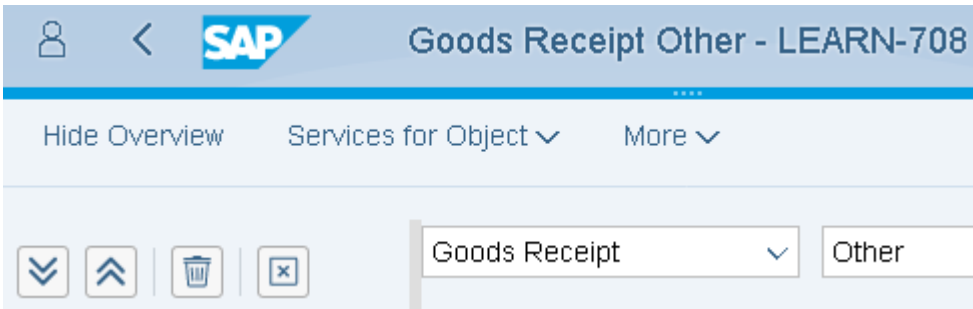 SAP Goods Receipt Other - LEARN-708
Hide Overview Services for Object More
Goods Receipt Other